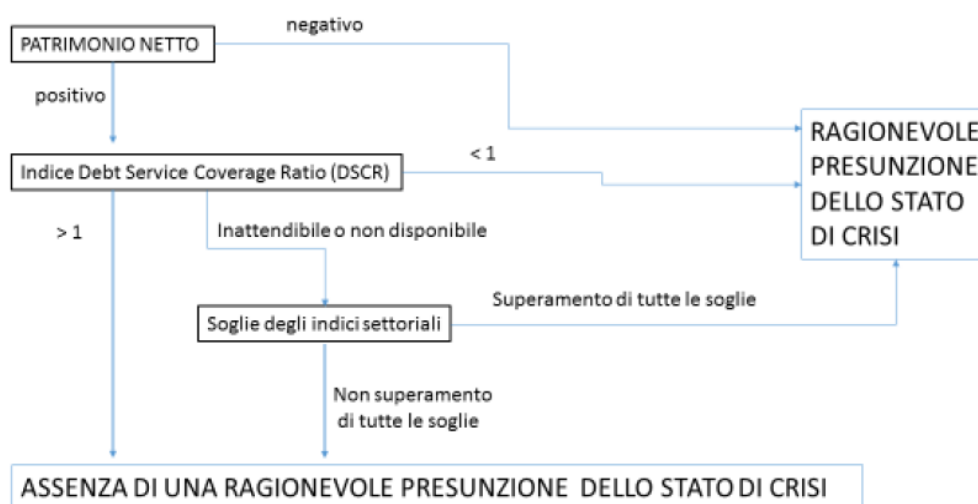 negativo
PATRIMONIO NETTO
positivo
RAGIONEVOLE
PRESUNZIONE
DELLO STATO
DI CRISI
< 1
Indice Debt Service Coverage Ratio (DSCR)
> 1
Inattendibile o non disponibile
Superamento di tutte le soglie
Soglie degli indici settoriali
Non superamento
di tutte le soglie
ASSENZA DI UNA RAGIONEVOLE PRESUNZIONE DELLO STATO DI CRISI